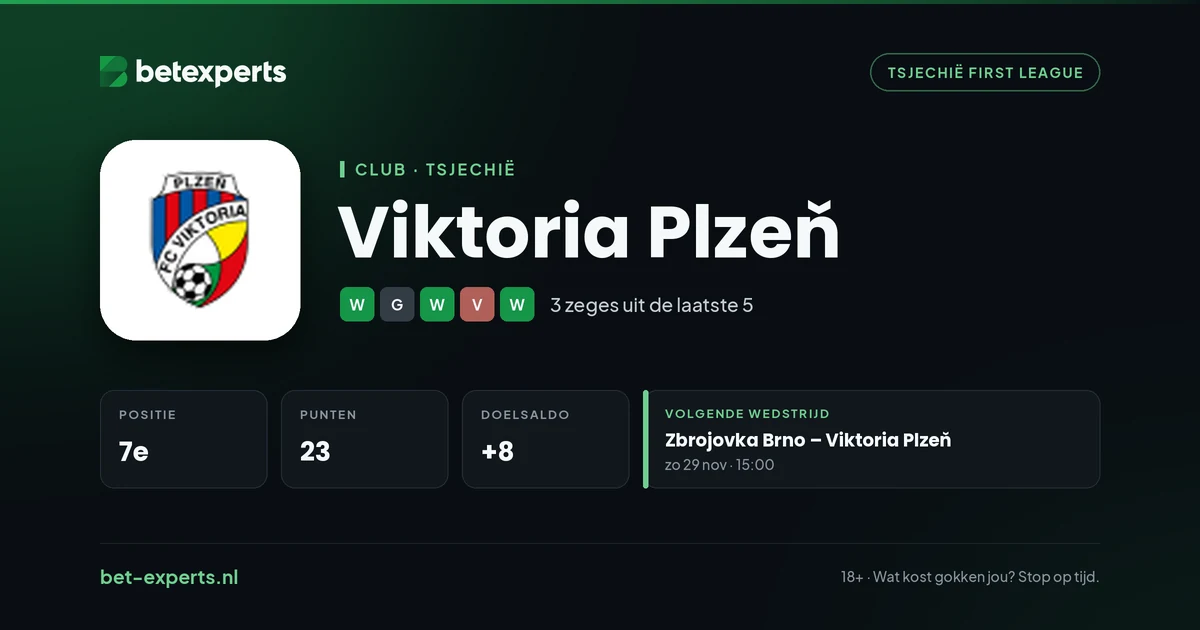 betexperts
TSJECHIË FIRST LEAGUE
PLZEŇ
FC VIKTORIA
CLUB · TSJECHIË
Viktoria Plzeň
W G W V W 3 zeges uit de laatste 5
POSITIE
7e
PUNTEN
23
DOELSALDO
+8
VOLGENDE WEDSTRIJD
Zbrojovka Brno – Viktoria Plzeň
zo 29 nov · 15:00
bet-experts.nl
18+ · Wat kost gokken jou? Stop op tijd.